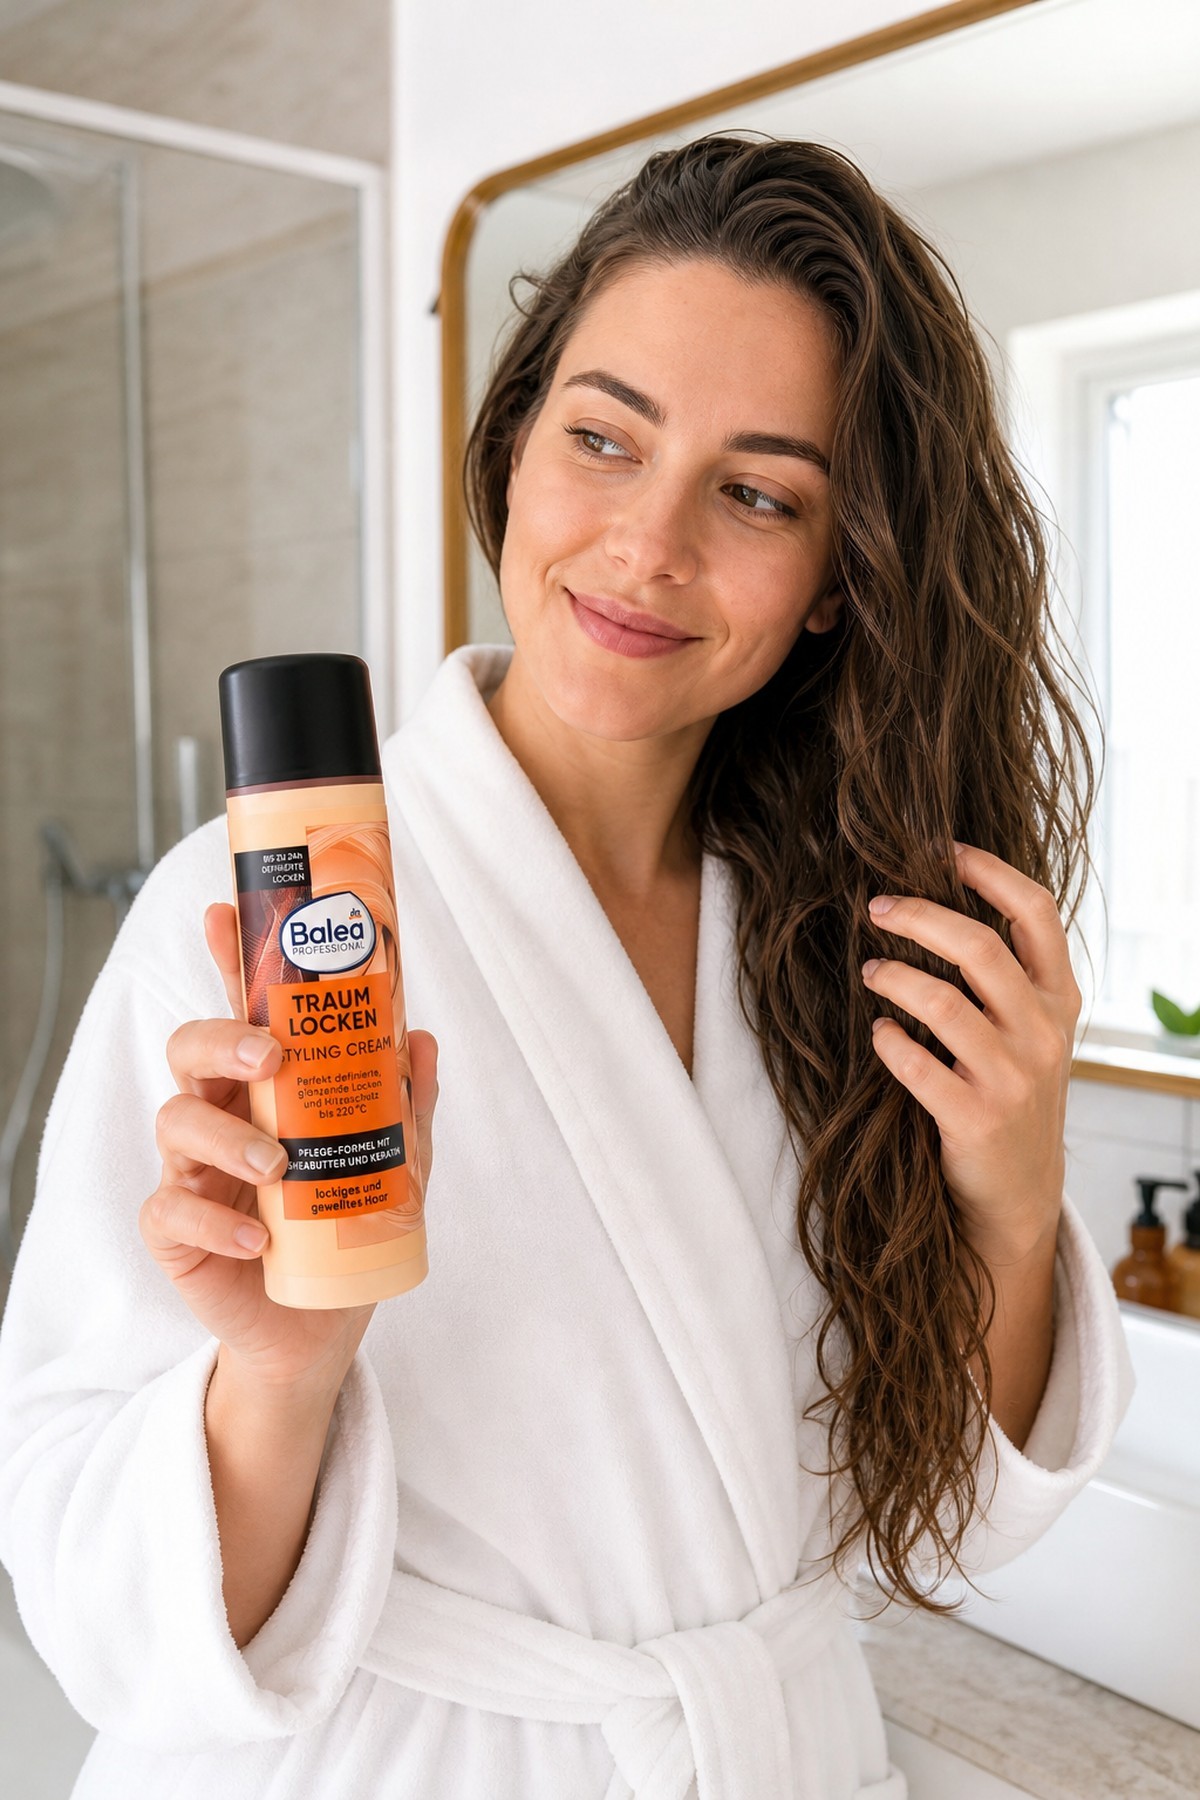 BIS ZU 24h
DEFINIERTE
LOCKEN
dm
Balea
PROFESSIONAL
TRAUM
LOCKEN
STYLING CREAM
Perfekt definierte,
glänzende Locken
und Hitzeschutz
bis 220 °C
PFLEGE-FORMEL MIT
SHEABUTTER UND KERATIN
lockiges und
gewelltes Haar